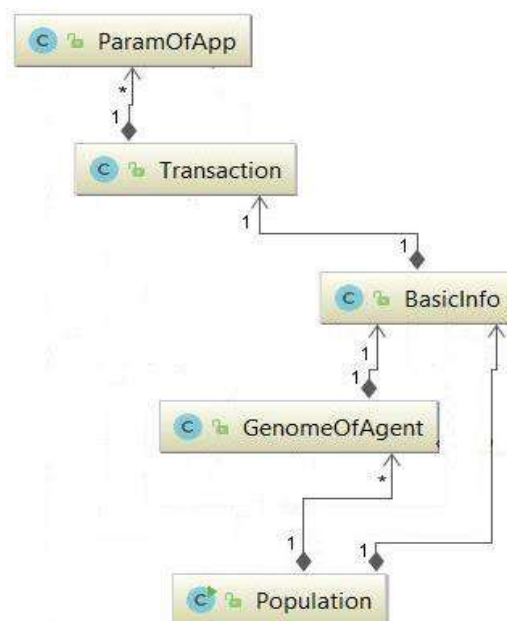 C ParamOfApp
*
1
C Transaction
1
1
C BasicInfo
1
1
C GenomeOfAgent
*
1 1
C Population